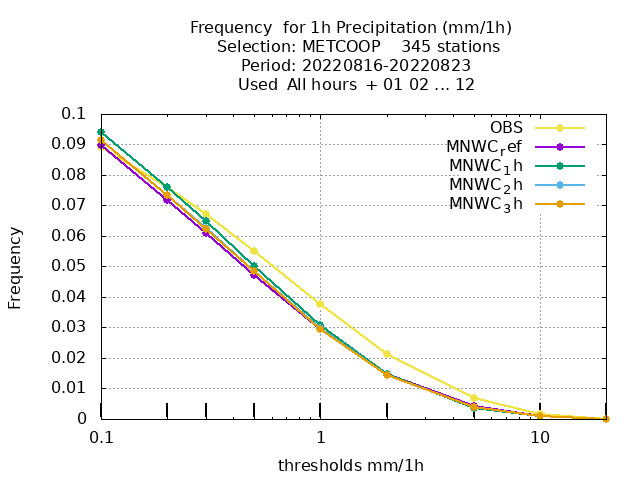 Frequency for 1h Precipitation (mm/1h)
Selection: METCOOP 345 stations
Period: 20220816-20220823
Used All hours + 01 02 ... 12
0.1
0.09
0.08
0.07
0.06
0.05
0.04
0.03
0.02
0.01
0
Frequency
OBS
MNWC_ref
MNWC_1h
MNWC_2h
MNWC_3h
0.1 1 10
thresholds mm/1h